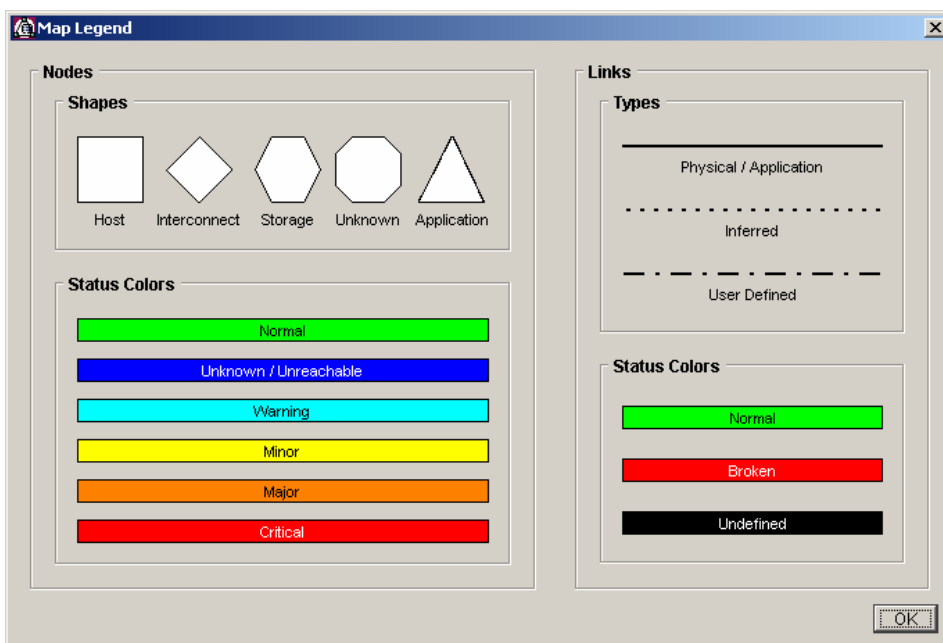 Map Legend
Nodes
Shapes
Host Interconnect Storage Unknown Application
Status Colors
Normal
Unknown / Unreachable
Warning
Minor
Major
Critical
Links
Types
Physical / Application
Inferred
User Defined
Status Colors
Normal
Broken
Undefined
OK